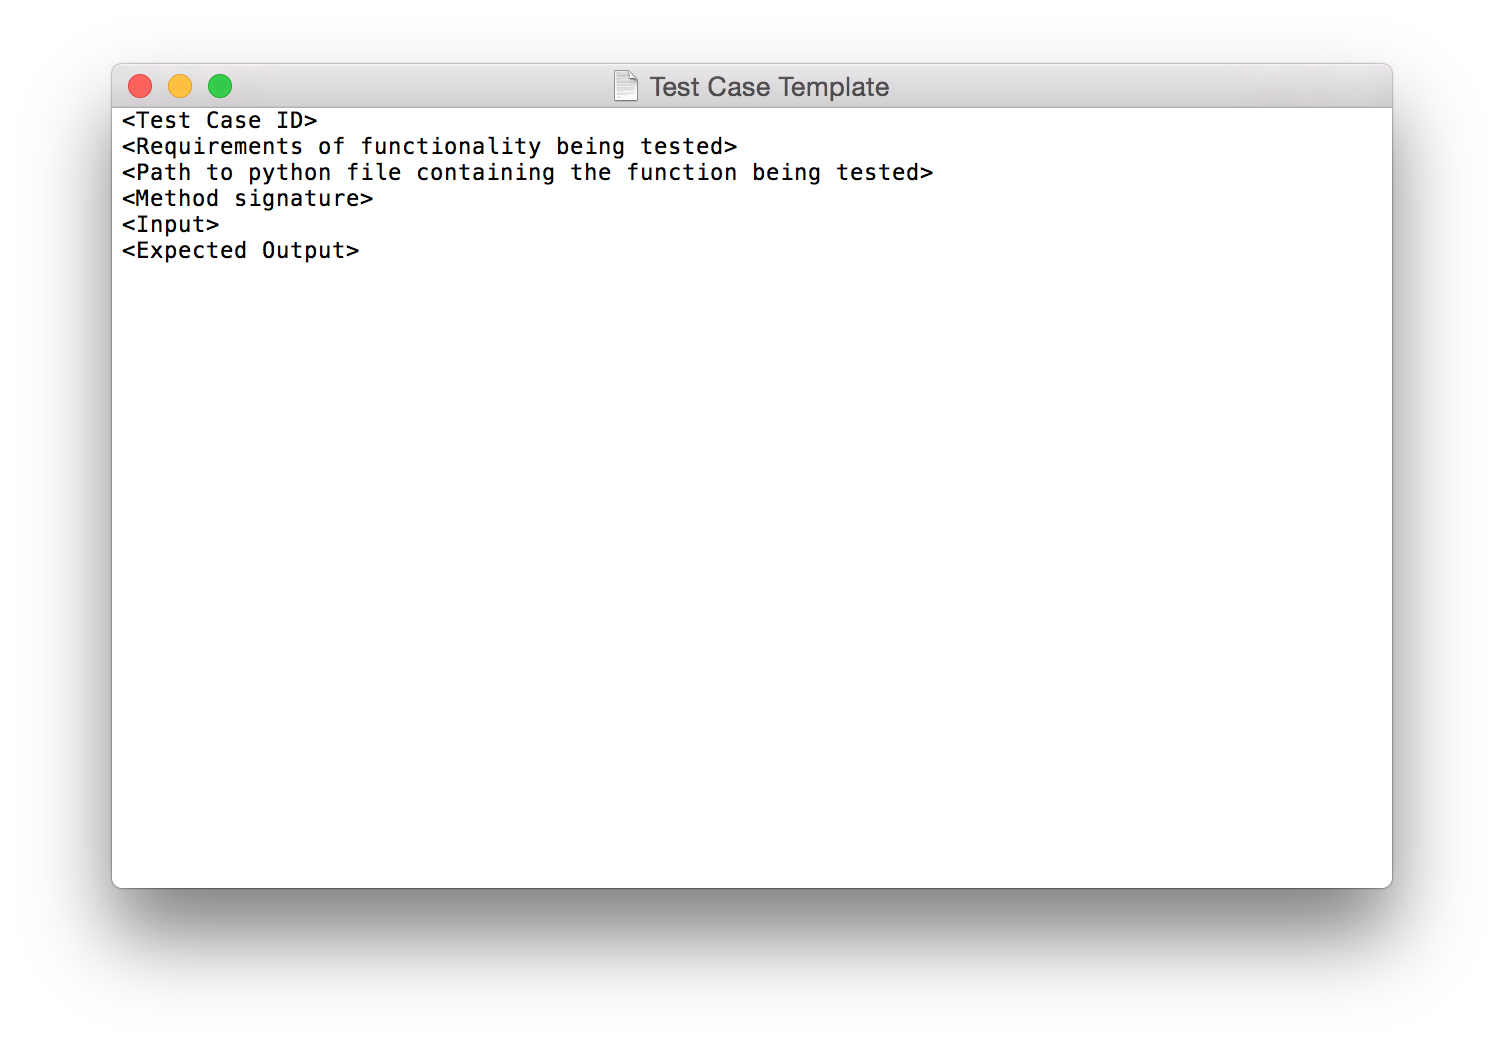 Test Case Template
<Test Case ID>
<Requirements of functionality being tested>
<Path to python file containing the function being tested>
<Method signature>
<Input>
<Expected Output>